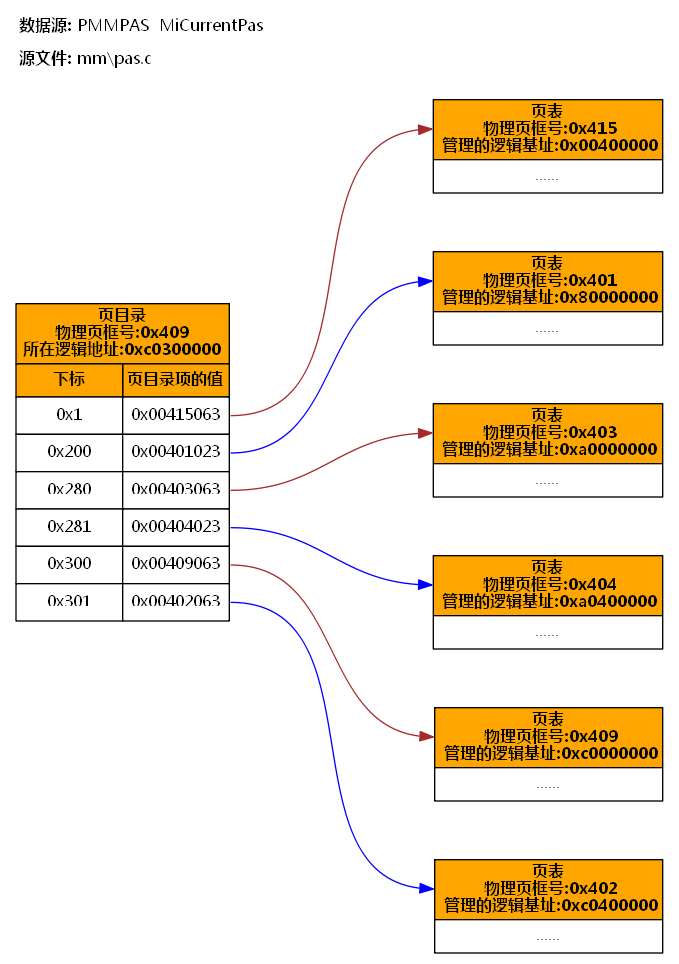 数据源: PMMPAS MiCurrentPas
源文件: mm\pas.c
页目录
物理页框号:0x409
所在逻辑地址:0xc0300000
下标 页目录项的值
0x1 0x00415063
0x200 0x00401023
0x280 0x00403063
0x281 0x00404023
0x300 0x00409063
0x301 0x00402063
页表
物理页框号:0x415
管理的逻辑基址:0x00400000
......
页表
物理页框号:0x401
管理的逻辑基址:0x80000000
......
页表
物理页框号:0x403
管理的逻辑基址:0xa0000000
......
页表
物理页框号:0x404
管理的逻辑基址:0xa0400000
......
页表
物理页框号:0x409
管理的逻辑基址:0xc0000000
......
页表
物理页框号:0x402
管理的逻辑基址:0xc0400000
......